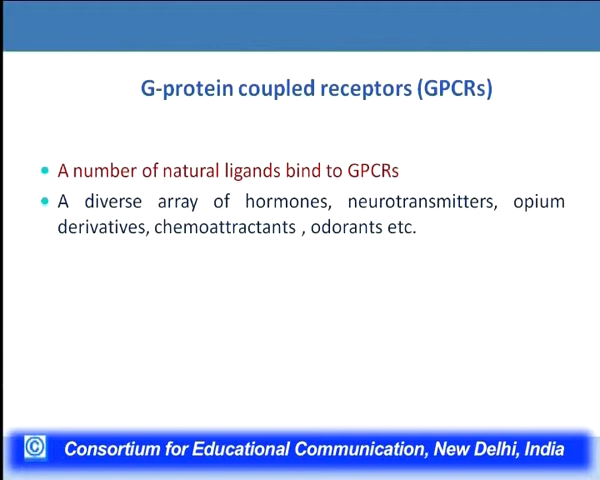 G-protein coupled receptors (GPCRs)
A number of natural ligands bind to GPCRs
A diverse array of hormones, neurotransmitters, opium
derivatives, chemoattractants , odorants etc.
© Consortium for Educational Communication, New Delhi, India